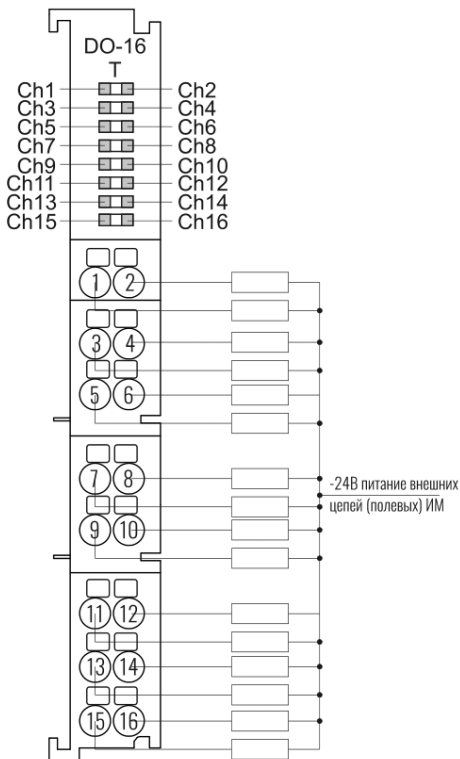 DO-16
T
Ch1 Ch2
Ch3 Ch4
Ch5 Ch6
Ch7 Ch8
Ch9 Ch10
Ch11 Ch12
Ch13 Ch14
Ch15 Ch16
1 2
3 4
5 6
7 8
9 10
11 12
13 14
15 16
-24В питание внешних
цепей (полевых) ИМ